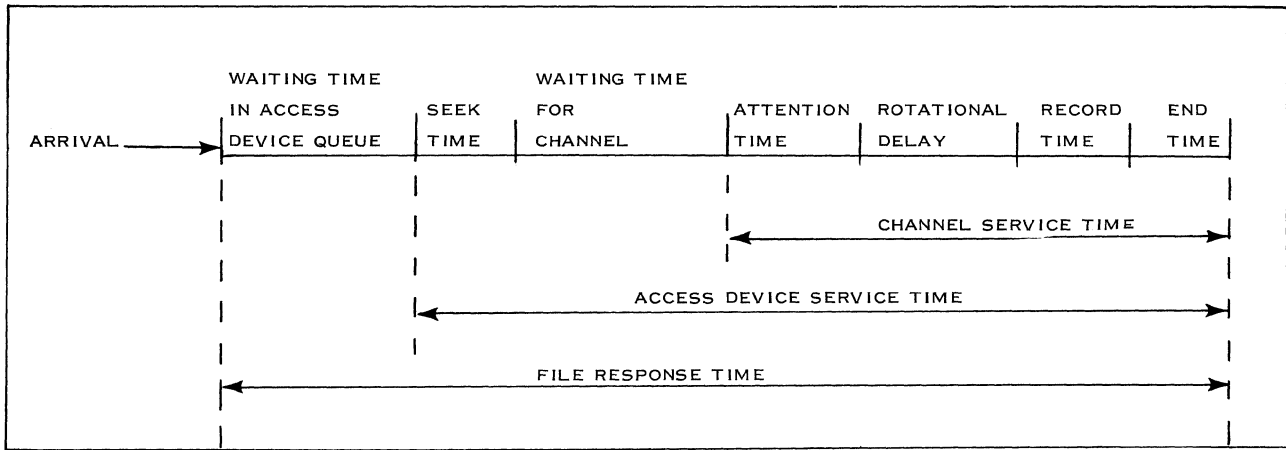 WAITING TIME
IN ACCESS
DEVICE QUEUE
SEEK
TIME
WAITING TIME
FOR
CHANNEL
ATTENTION
TIME
ROTATIONAL
DELAY
RECORD
TIME
END
TIME
ARRIVAL
CHANNEL SERVICE TIME
ACCESS DEVICE SERVICE TIME
FILE RESPONSE TIME